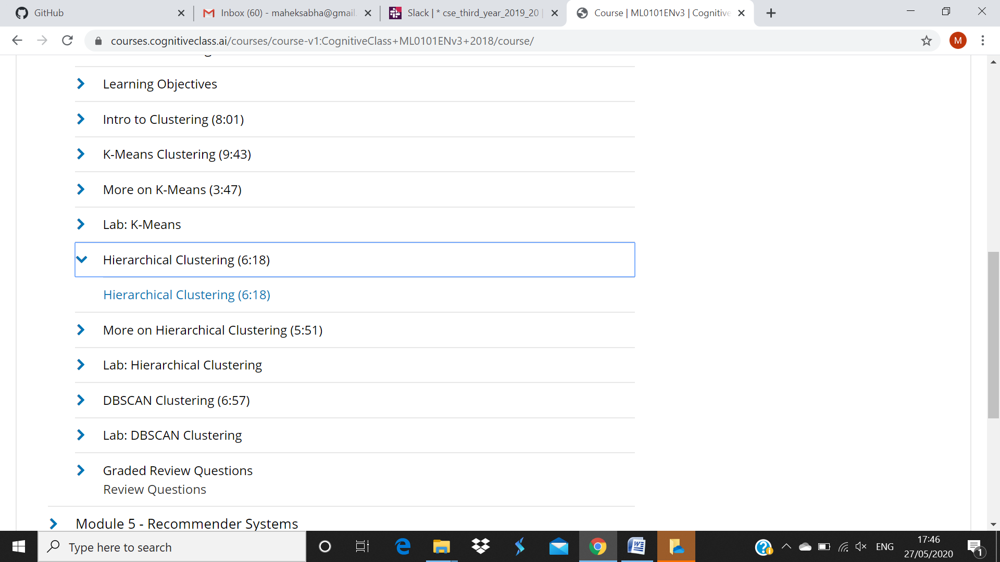 GitHub
Inbox (60) - maheksabha@gmail.
Slack | * cse_third_year_2019_20 |
Course | ML0101ENv3 | Cognitive
courses.cognitiveclass.ai/courses/course-v1:CognitiveClass+ML0101ENv3+2018/course/
M
Learning Objectives
Intro to Clustering (8:01)
K-Means Clustering (9:43)
More on K-Means (3:47)
Lab: K-Means
Hierarchical Clustering (6:18)
Hierarchical Clustering (6:18)
More on Hierarchical Clustering (5:51)
Lab: Hierarchical Clustering
DBSCAN Clustering (6:57)
Lab: DBSCAN Clustering
Graded Review Questions
Review Questions
Module 5 - Recommender Systems
Type here to search
ENG
17:46
27/05/2020
1